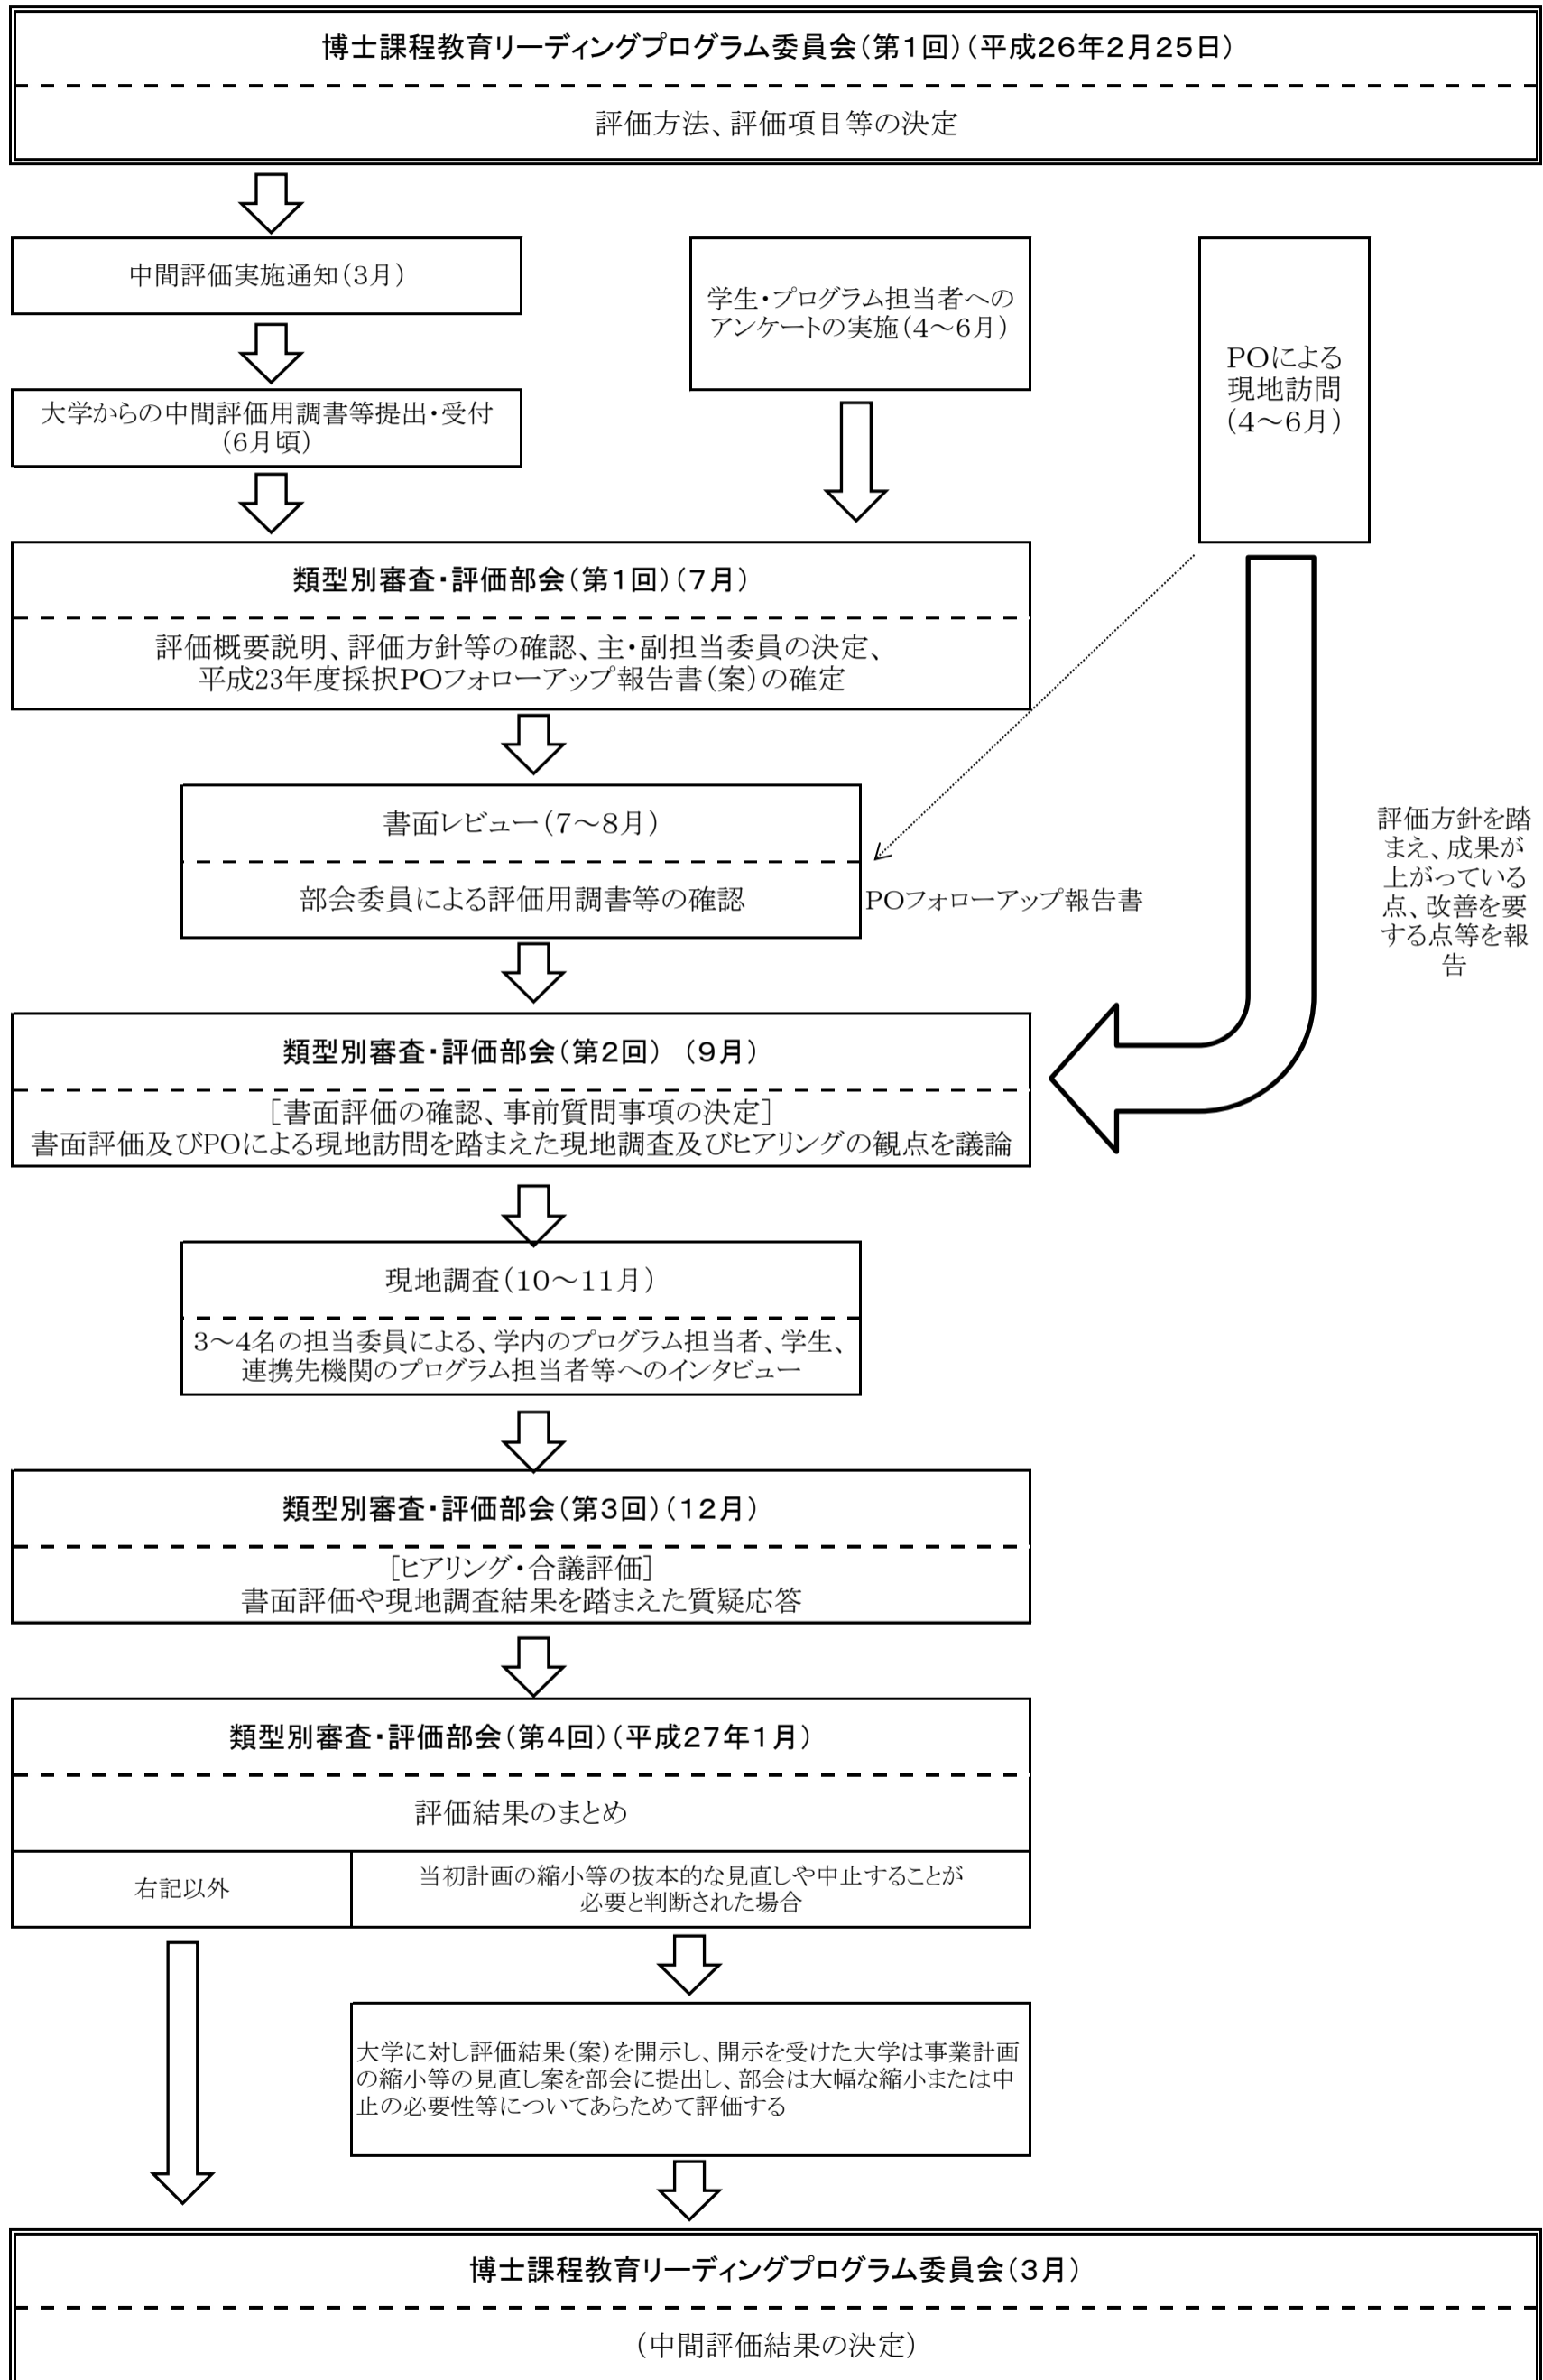 博士課程教育リーディングプログラム委員会(第1回)(平成26年2月25日)
評価方法、評価項目等の決定
中間評価実施通知(3月)
学生・プログラム担当者への
アンケートの実施(4~6月)
POによる
現地訪問
(4~6月)
大学からの中間評価用調書等提出・受付
(6月頃)
類型別審査・評価部会(第1回)(7月)
評価概要説明、評価方針等の確認、主・副担当委員の決定、
平成23年度採択POフォローアップ報告書(案)の確定
書面レビュー(7~8月)
部会委員による評価用調書等の確認
POフォローアップ報告書
評価方針を踏
まえ、成果が
上がっている
点、改善を要
する点等を報
告
類型別審査・評価部会(第2回) (9月)
[書面評価の確認、事前質問事項の決定]
書面評価及びPOによる現地訪問を踏まえた現地調査及びヒアリングの観点を議論
現地調査(10~11月)
3~4名の担当委員による、学内のプログラム担当者、学生、
連携先機関のプログラム担当者等へのインタビュー
類型別審査・評価部会(第3回)(12月)
[ヒアリング・合議評価]
書面評価や現地調査結果を踏まえた質疑応答
類型別審査・評価部会(第4回)(平成27年1月)
評価結果のまとめ
右記以外
当初計画の縮小等の抜本的な見直しや中止することが
必要と判断された場合
大学に対し評価結果(案)を開示し、開示を受けた大学は事業計画
の縮小等の見直し案を部会に提出し、部会は大幅な縮小または中
止の必要性等についてあらためて評価する
博士課程教育リーディングプログラム委員会(3月)
(中間評価結果の決定)